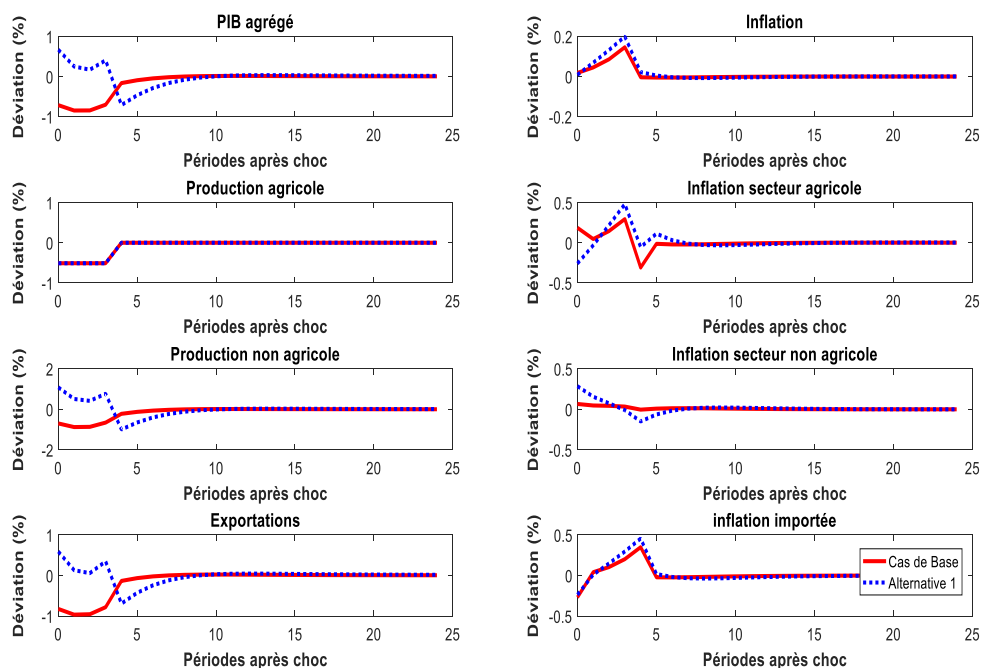 PIB agrégé
Déviation (%)
1
0
-1
0 5 10 15 20 25
Périodes après choc
Inflation
Déviation (%)
0.2
0
-0.2
0 5 10 15 20 25
Périodes après choc
Production agricole
Déviation (%)
1
0
-1
0 5 10 15 20 25
Périodes après choc
Inflation secteur agricole
Déviation (%)
0.5
0
-0.5
0 5 10 15 20 25
Périodes après choc
Production non agricole
Déviation (%)
2
0
-2
0 5 10 15 20 25
Périodes après choc
Inflation secteur non agricole
Déviation (%)
0.5
0
-0.5
0 5 10 15 20 25
Périodes après choc
Exportations
Déviation (%)
1
0
-1
0 5 10 15 20 25
Périodes après choc
inflation importée
Déviation (%)
0.5
0
-0.5
0 5 10 15 20 25
Périodes après choc
Cas de Base
Alternative 1